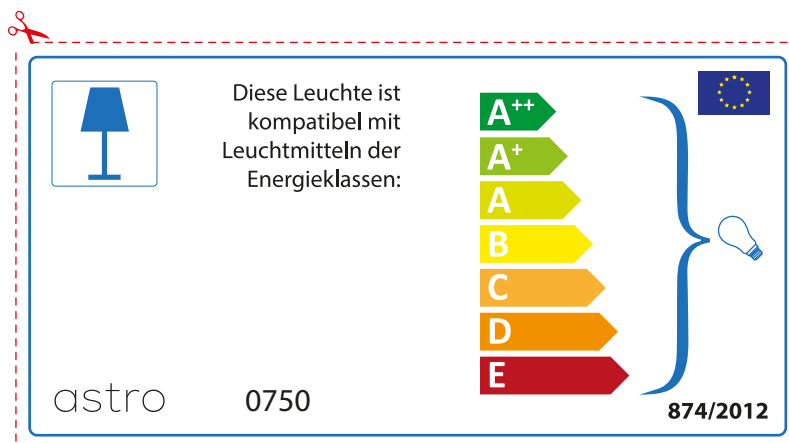 Diese Leuchte ist
kompatibel mit
Leuchtmitteln der
Energieklassen:
A++
A+
A
B
C
D
E
astro
0750
874/2012